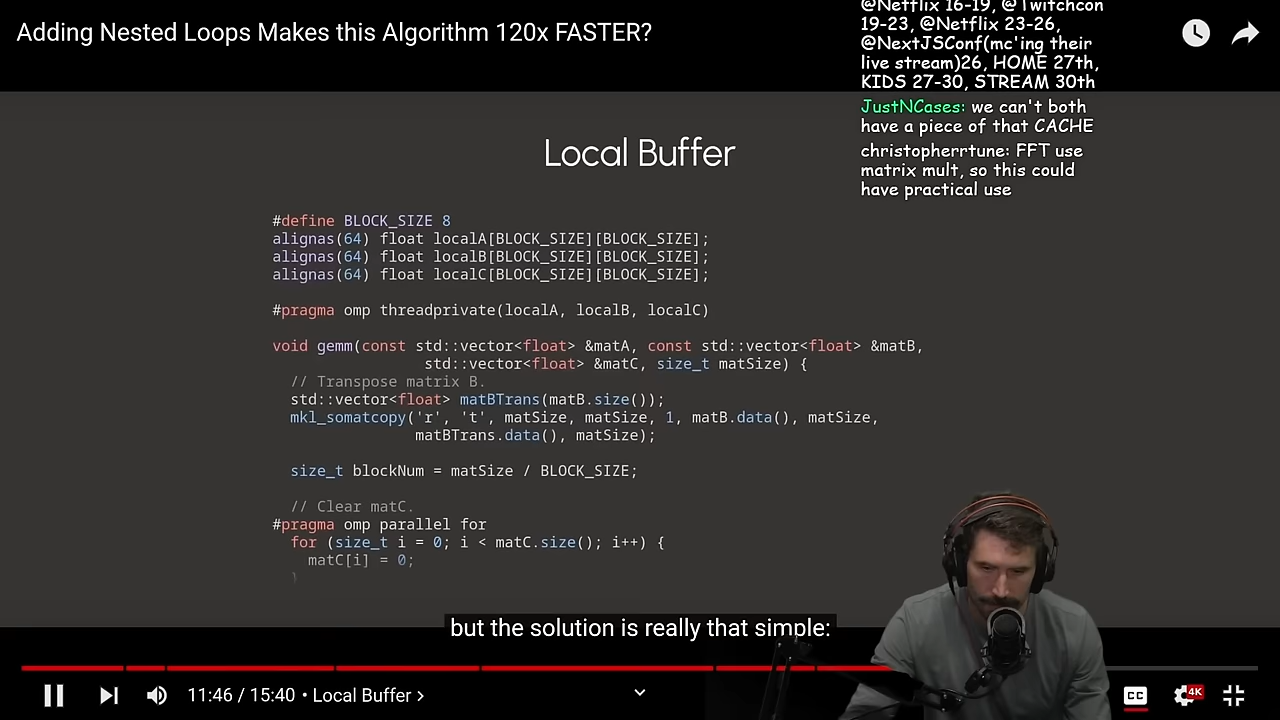 Adding Nested Loops Makes this Algorithm 120x FASTER?
@Netflix 16-19, @Twitchcon
19-23, @Netflix 23-26,
@NextJSConf(mc'ing their
live stream)26, HOME 27th,
KIDS 27-30, STREAM 30th
JustNCases: we can't both
have a piece of that CACHE
christopherrtune: FFT use
matrix mult, so this could
have practical use
Local Buffer
#define BLOCK_SIZE 8
alignas(64) float localA[BLOCK_SIZE][BLOCK_SIZE];
alignas(64) float localB[BLOCK_SIZE][BLOCK_SIZE];
alignas(64) float localC[BLOCK_SIZE][BLOCK_SIZE];
#pragma omp threadprivate(localA, localB, localC)
void gemm(const std::vector<float> &matA, const std::vector<float> &matB,
std::vector<float> &matC, size_t matSize) {
// Transpose matrix B.
std::vector<float> matBTrans(matB.size());
mkl_somatcopy('r', 't', matSize, matSize, 1, matB.data(), matSize,
matBTrans.data(), matSize);
size_t blockNum = matSize / BLOCK_SIZE;
// Clear matC.
#pragma omp parallel for
for (size_t i = 0; i < matC.size(); i++) {
matC[i] = 0;
}
but the solution is really that simple:
11:46 / 15:40 • Local Buffer >
CC
4K